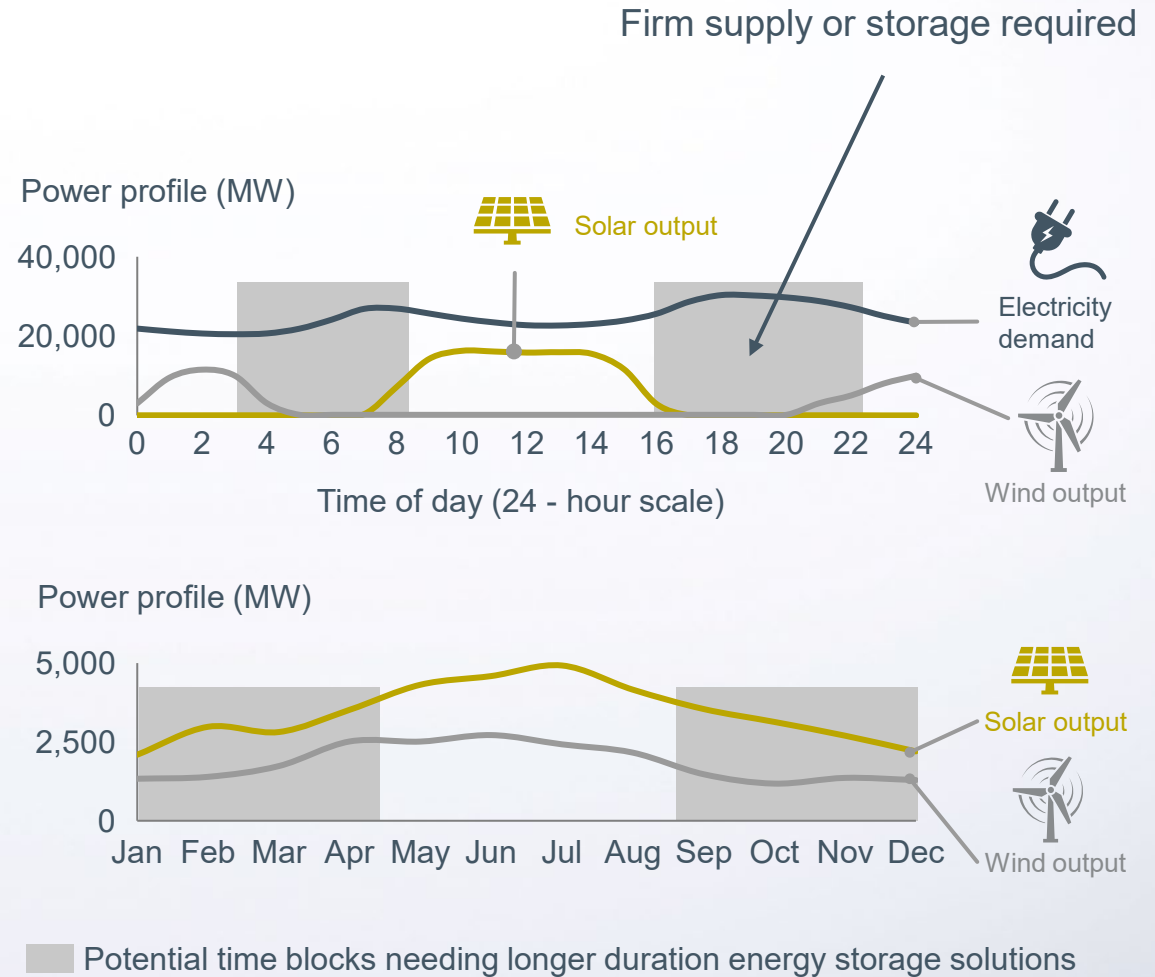 Firm supply or storage required
Power profile (MW)
Solar output
40,000
20,000
0
0 2 4 6 8 10 12 14 16 18 20 22 24
Electricity
demand
Wind output
Time of day (24 - hour scale)
Power profile (MW)
5,000
2,500
0
Jan Feb Mar Apr May Jun Jul Aug Sep Oct Nov Dec
Solar output
Wind output
Potential time blocks needing longer duration energy storage solutions